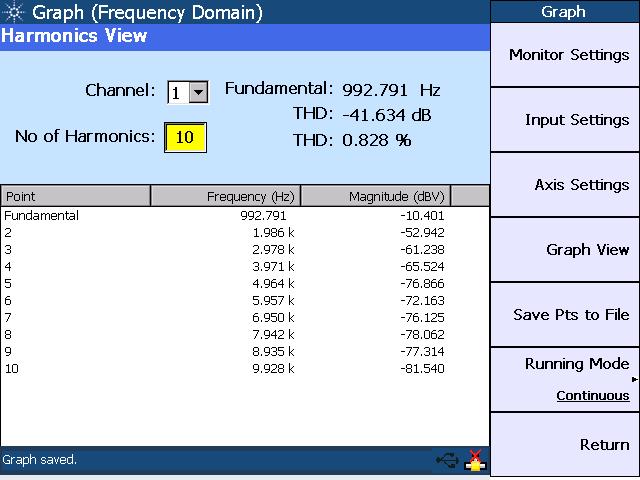 Graph (Frequency Domain)
Harmonics View
Channel: 1
Fundamental: 992.791 Hz
THD: -41.634 dB
No of Harmonics: 10
THD: 0.828 %
Point Frequency (Hz) Magnitude (dBV)
Fundamental 992.791 -10.401
2 1.986 k -52.942
3 2.978 k -61.238
4 3.971 k -65.524
5 4.964 k -76.866
6 5.957 k -72.163
7 6.950 k -76.125
8 7.942 k -78.062
9 8.935 k -77.314
10 9.928 k -81.540
Graph saved.
Graph
Monitor Settings
Input Settings
Axis Settings
Graph View
Save Pts to File
Running Mode
Continuous
Return